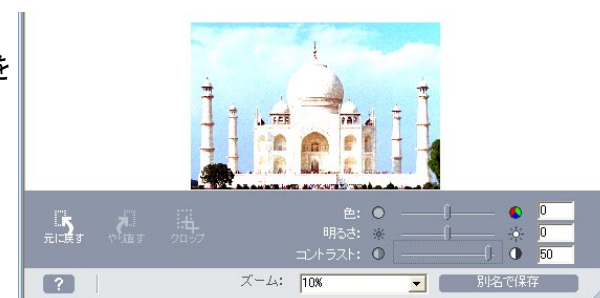 を
色: 0
元に戻す やり直す クロップ 明るさ: 0
コントラスト: 50
? ズーム: 10% 別名で保存